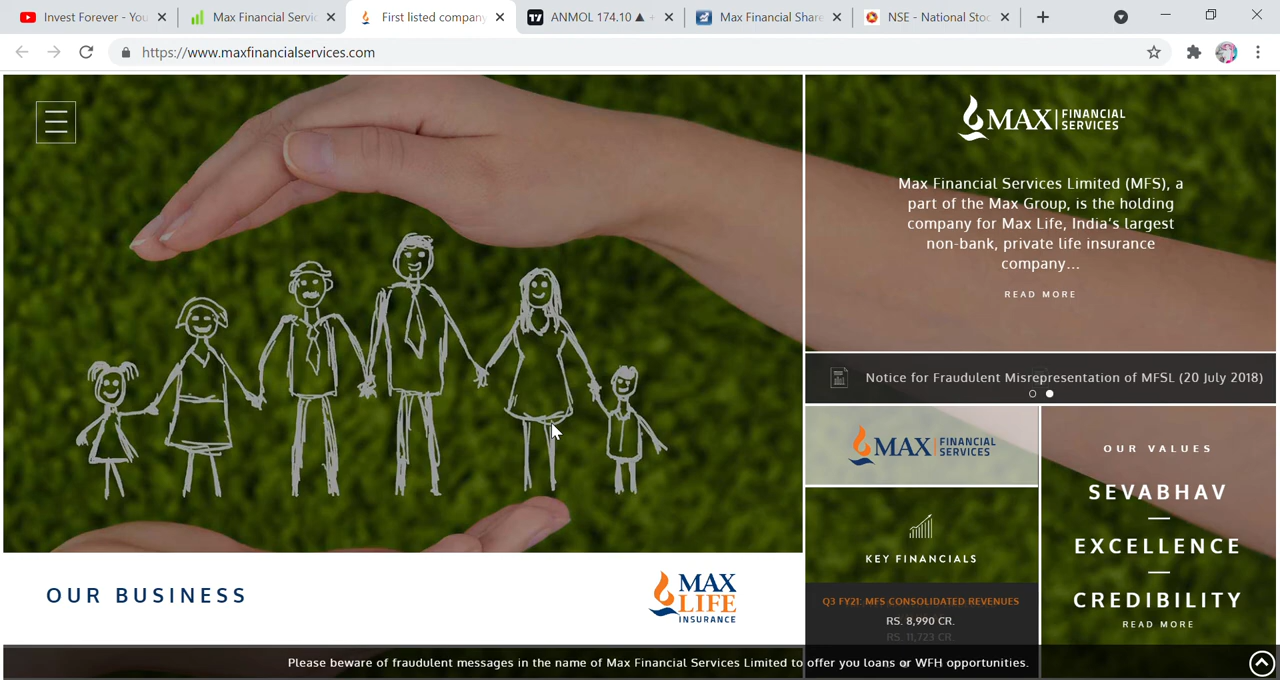 Invest Forever - You
Max Financial Servic
First listed company
ANMOL 174.10 ▲ +
Max Financial Share
NSE - National Stoc
https://www.maxfinancialservices.com
MAX FINANCIAL SERVICES
Max Financial Services Limited (MFS), a
part of the Max Group, is the holding
company for Max Life, India’s largest
non-bank, private life insurance
company...
READ MORE
Notice for Fraudulent Misrepresentation of MFSL (20 July 2018)
MAX FINANCIAL SERVICES
OUR VALUES
SEVABHAV
EXCELLENCE
CREDIBILITY
READ MORE
KEY FINANCIALS
Q3 FY21: MFS CONSOLIDATED REVENUES
RS. 8,990 CR.
RS. 11,723 CR.
OUR BUSINESS
MAX
LIFE
INSURANCE
Please beware of fraudulent messages in the name of Max Financial Services Limited to offer you loans or WFH opportunities.